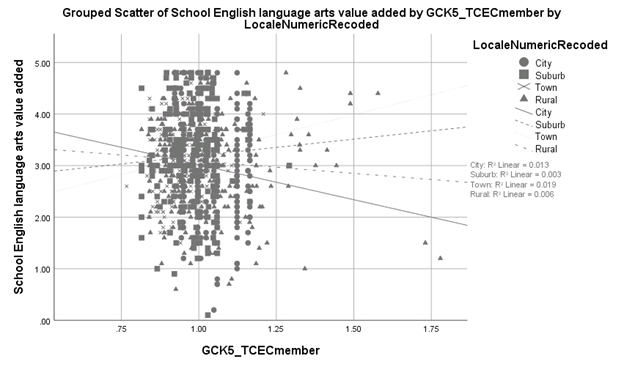 Grouped Scatter of School English language arts value added by GCK5_TCECmember by
LocaleNumericRecoded
LocaleNumericRecoded
City
Suburb
Town
Rural
City
Suburb
Town
Rural
City: R² Linear = 0.013
Suburb: R² Linear = 0.003
Town: R² Linear = 0.019
Rural: R² Linear = 0.006
School English language arts value added
5.00
4.00
3.00
2.00
1.00
.00
.75
1.00
1.25
1.50
1.75
GCK5_TCECmember